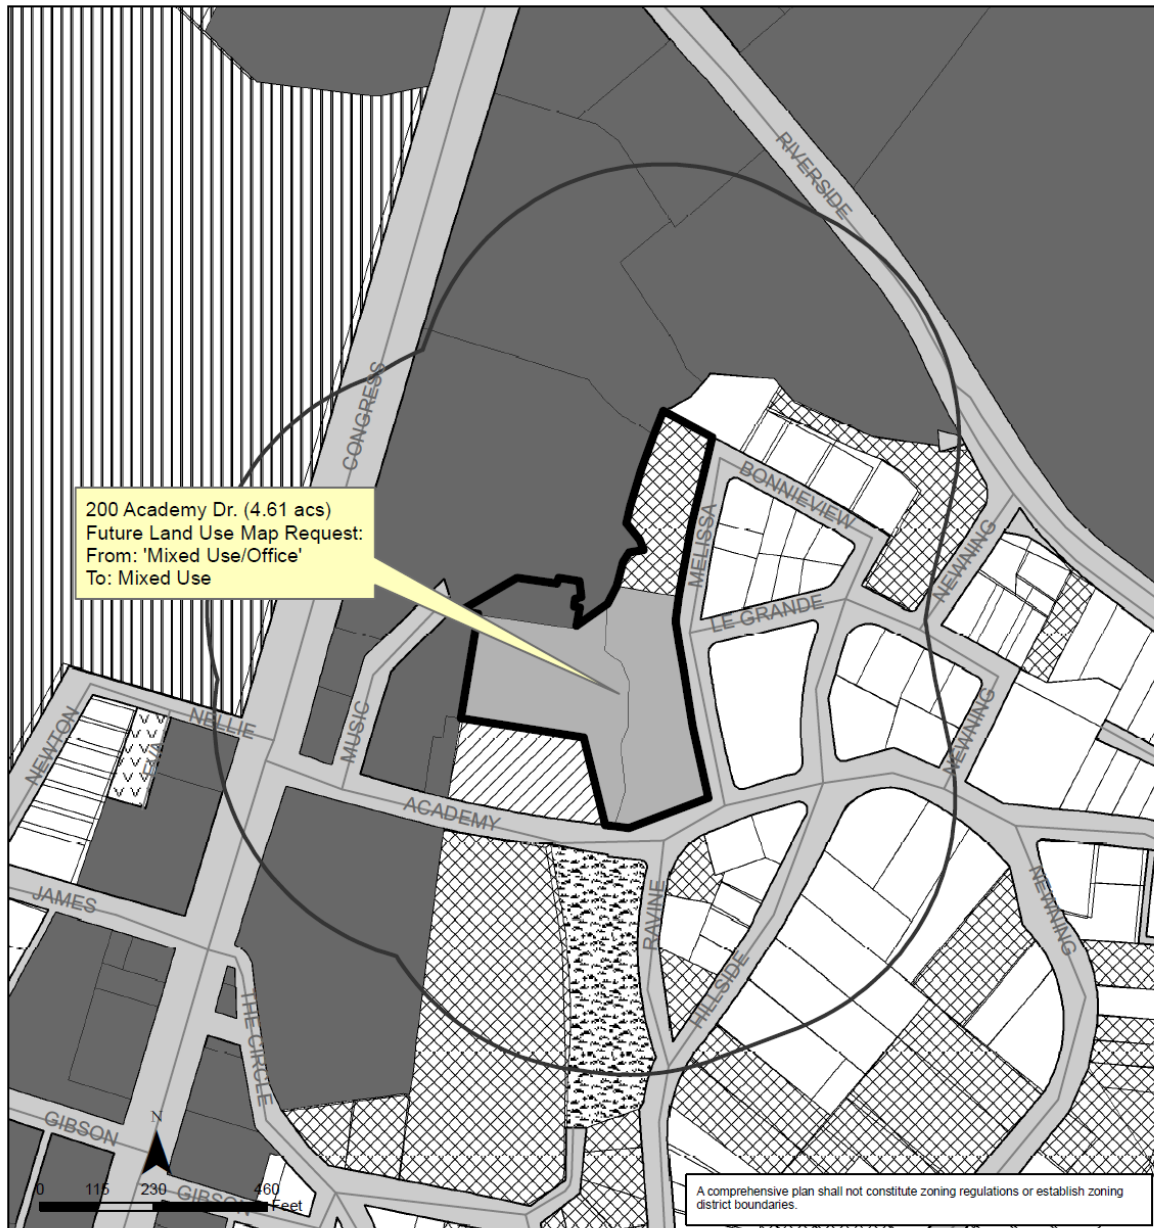 RIVERSIDE
CONGRESS
200 Academy Dr. (4.61 acs)
Future Land Use Map Request:
From: 'Mixed Use/Office'
To: Mixed Use
BONNIEVIEW
MELISSA
NEWNING
LE GRANDE
NELLIE
NEWTON
MUSIC
NEWNING
ACADEMY
JAMES
RAVINE
NEWNING
HILLSIDE
THE CIRCLE
GIBSON
N
0 115 230 460
Feet
GIBSON
A comprehensive plan shall not constitute zoning regulations or establish zoning
district boundaries.